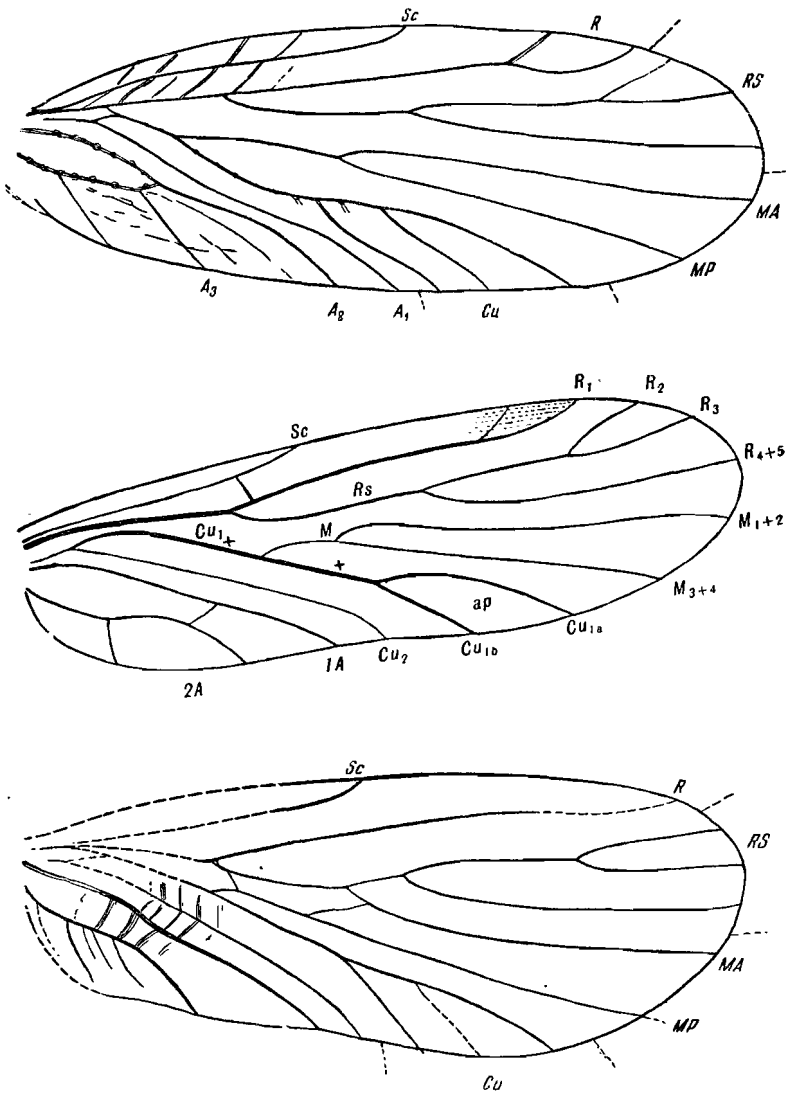 Sc
R
RS
MA
MP
Cu
A₁
A₈
A₃
Sc
R₁
R₂
R₃
R₄₊₅
M₁₊₂
M₃₊₄
Cu₁ₐ
Cu₁b
Cu₂
1A
2A
Rs
Cu₁+
M
+
ap
Sc
R
RS
MA
MP
Cu